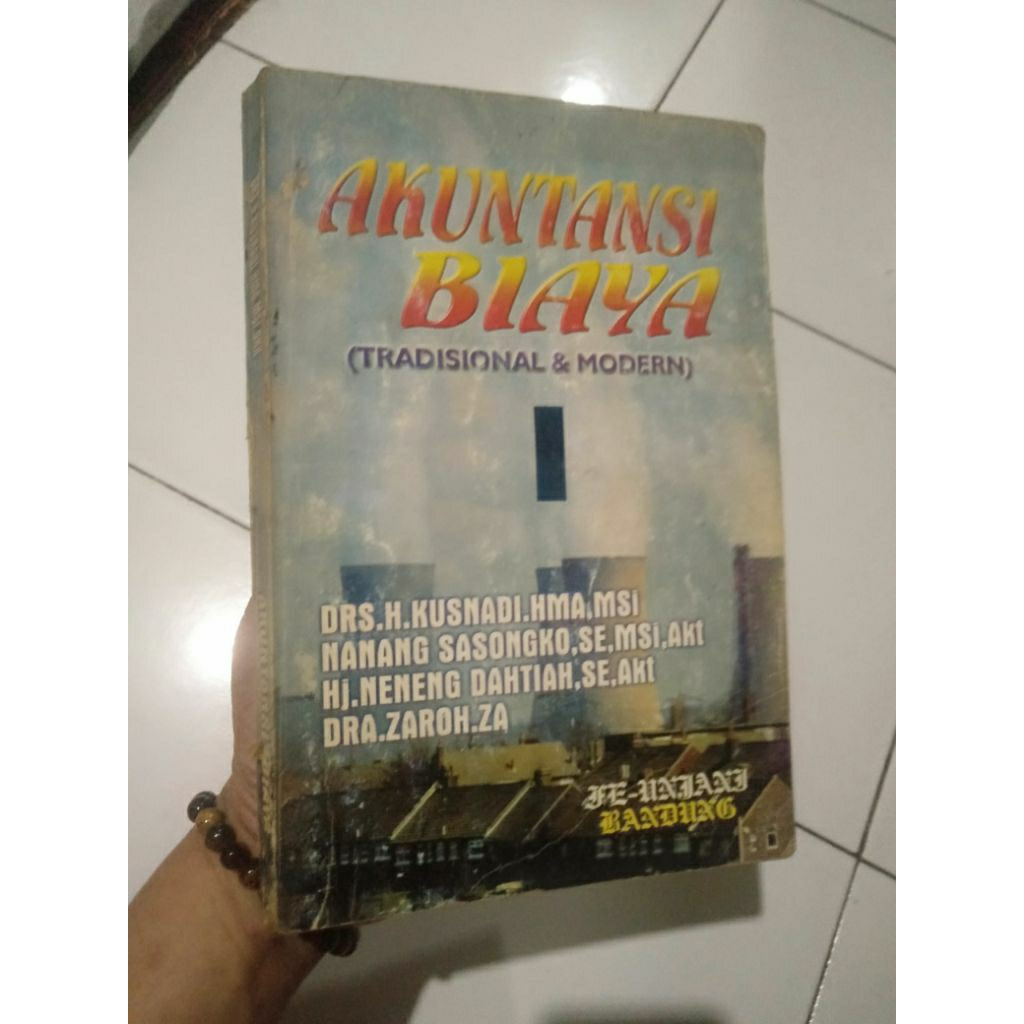 AKUNTANSI
BIAYA
(TRADISIONAL & MODERN)
DRS.H.KUSNADI.HMA,MSi
NANANG SASONGKO,SE,MSi,Akt
Hj.NENENG DAHTIAH,SE,Akt
DRA.ZAROH.ZA
FE-UNJANI
BANDUNG